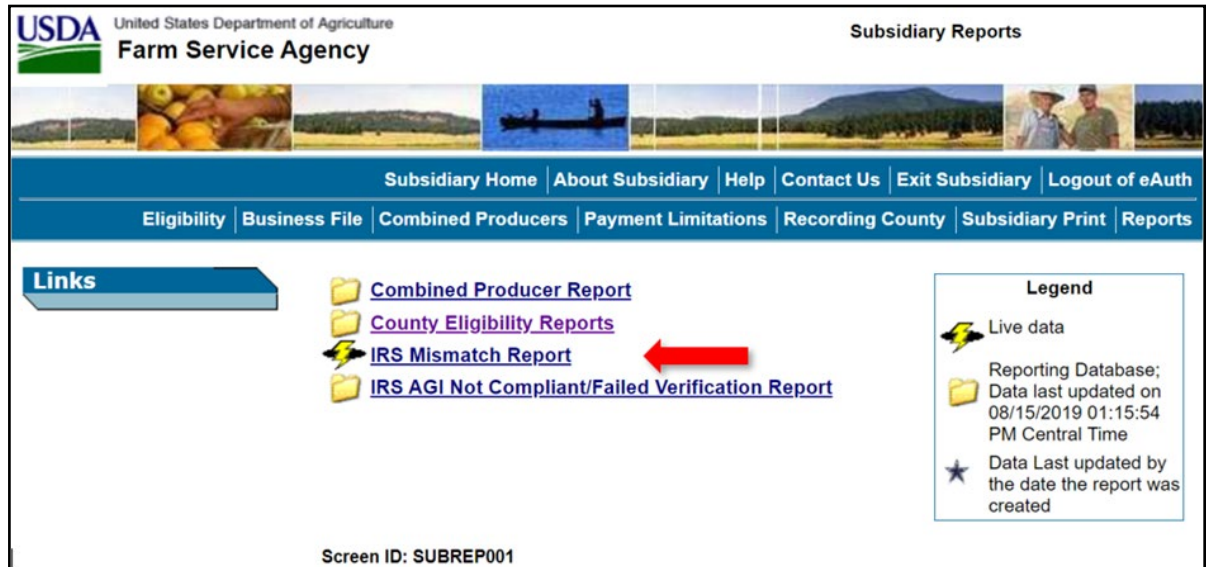 USDA
United States Department of Agriculture
Farm Service Agency
Subsidiary Reports
Subsidiary Home | About Subsidiary | Help | Contact Us | Exit Subsidiary | Logout of eAuth
Eligibility | Business File | Combined Producers | Payment Limitations | Recording County | Subsidiary Print | Reports
Links
Combined Producer Report
County Eligibility Reports
IRS Mismatch Report
IRS AGI Not Compliant/Failed Verification Report
Legend
Live data
Reporting Database;
Data last updated on
08/15/2019 01:15:54
PM Central Time
Data Last updated by
the date the report was
created
Screen ID: SUBREP001